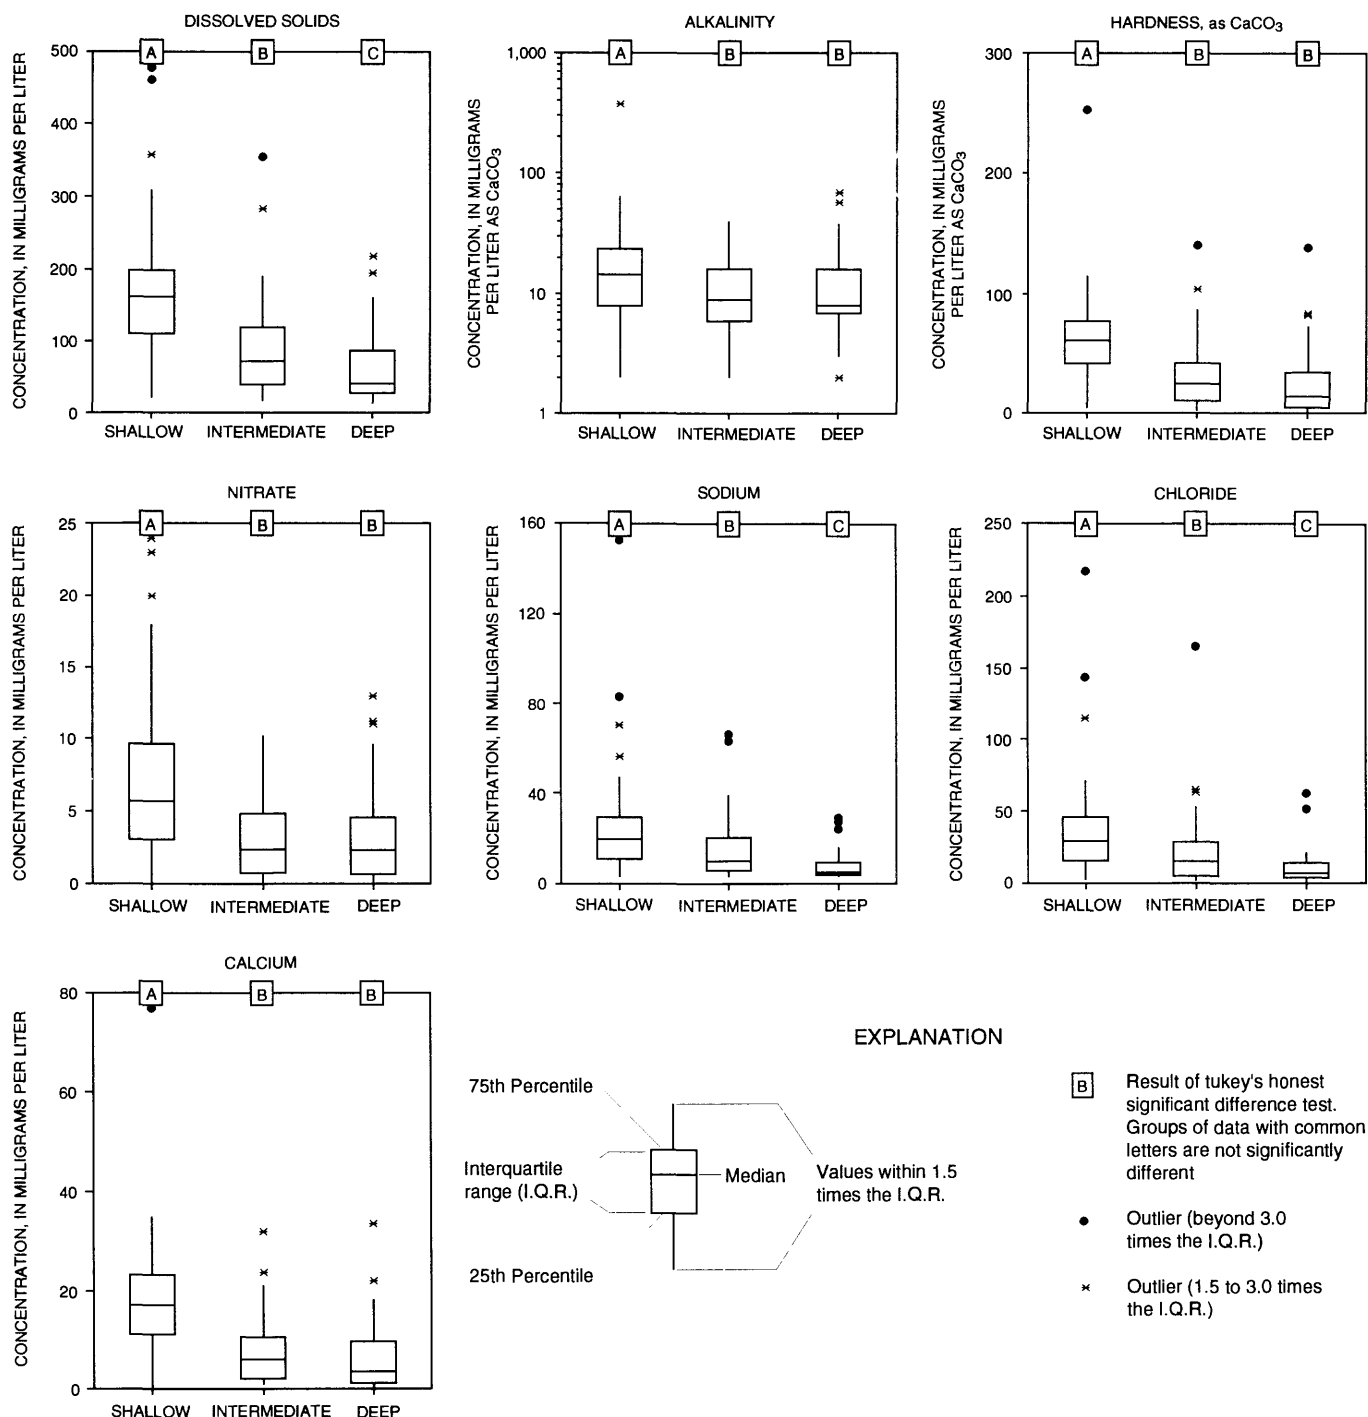 DISSOLVED SOLIDS
CONCENTRATION, IN MILLIGRAMS PER LITER
500
400
300
200
100
0
A
B
C
SHALLOW
INTERMEDIATE
DEEP
ALKALINITY
CONCENTRATION, IN MILLIGRAMS
PER LITER AS CaCO3
1,000
100
10
1
A
B
B
SHALLOW
INTERMEDIATE
DEEP
HARDNESS, as CaCO3
CONCENTRATION, IN MILLIGRAMS
PER LITER AS CaCO3
300
200
100
0
A
B
B
SHALLOW
INTERMEDIATE
DEEP
NITRATE
CONCENTRATION, IN MILLIGRAMS PER LITER
25
20
15
10
5
0
A
B
B
SHALLOW
INTERMEDIATE
DEEP
SODIUM
CONCENTRATION, IN MILLIGRAMS PER LITER
160
120
80
40
0
A
B
C
SHALLOW
INTERMEDIATE
DEEP
CHLORIDE
CONCENTRATION, IN MILLIGRAMS PER LITER
250
200
150
100
50
0
A
B
C
SHALLOW
INTERMEDIATE
DEEP
CALCIUM
CONCENTRATION, IN MILLIGRAMS PER LITER
80
60
40
20
0
A
B
B
SHALLOW
INTERMEDIATE
DEEP
EXPLANATION
75th Percentile
Interquartile
range (I.Q.R.)
Median
Values within 1.5
times the I.Q.R.
25th Percentile
B
Result of tukey's honest
significant difference test.
Groups of data with common
letters are not significantly
different
Outlier (beyond 3.0
times the I.Q.R.)
Outlier (1.5 to 3.0 times
the I.Q.R.)